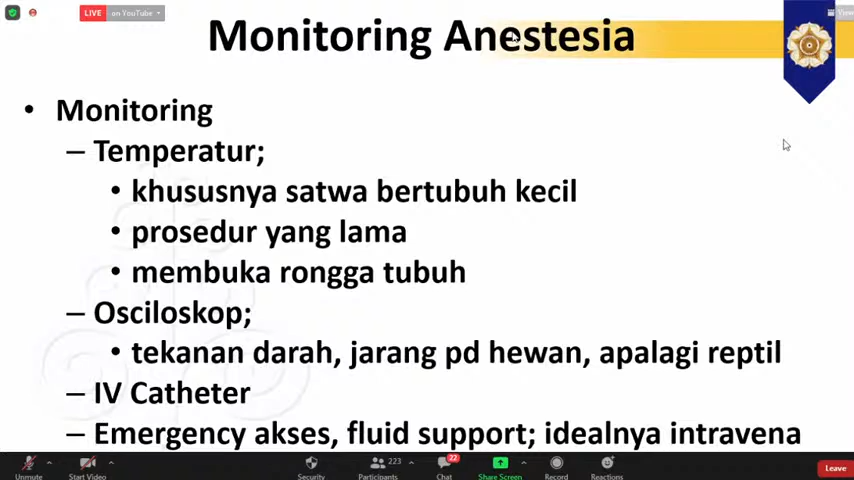 LIVE on YouTube
View
Monitoring Anestesia
• Monitoring
– Temperatur;
• khususnya satwa bertubuh kecil
• prosedur yang lama
• membuka rongga tubuh
– Osciloskop;
• tekanan darah, jarang pd hewan, apalagi reptil
– IV Catheter
– Emergency akses, fluid support; idealnya intravena
223
22
Unmute Start Video Security Participants Chat Share Screen Record Reactions Leave